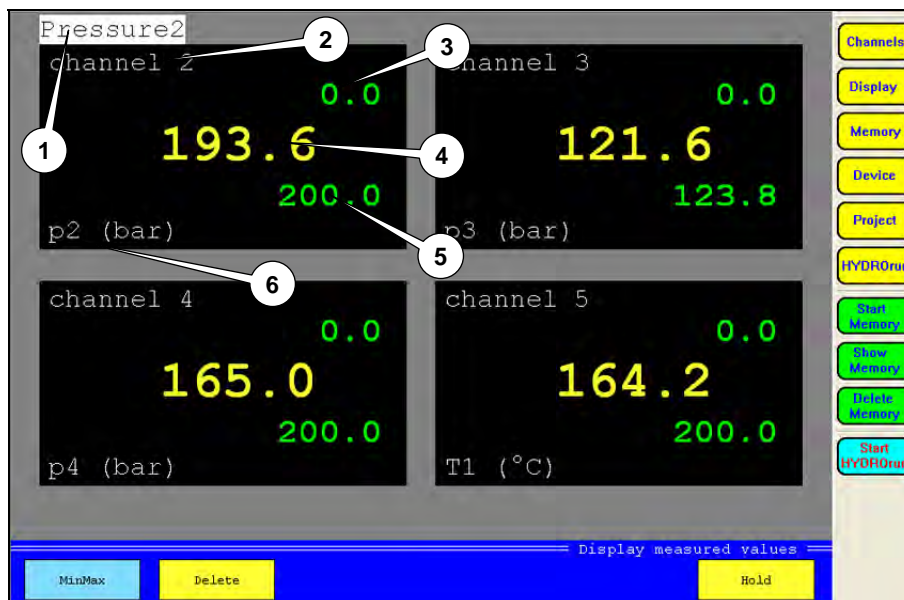 Pressure2
channel 2
0.0
193.6
200.0
p2 (bar)
channel 3
0.0
121.6
123.8
p3 (bar)
channel 4
0.0
165.0
200.0
p4 (bar)
channel 5
0.0
164.2
200.0
T1 (°C)
1
2
3
4
5
6
Channels
Display
Memory
Device
Project
HYDROrun
Start
Memory
Show
Memory
Delete
Memory
Start
HYDROrun
Display measured values
MinMax
Delete
Hold